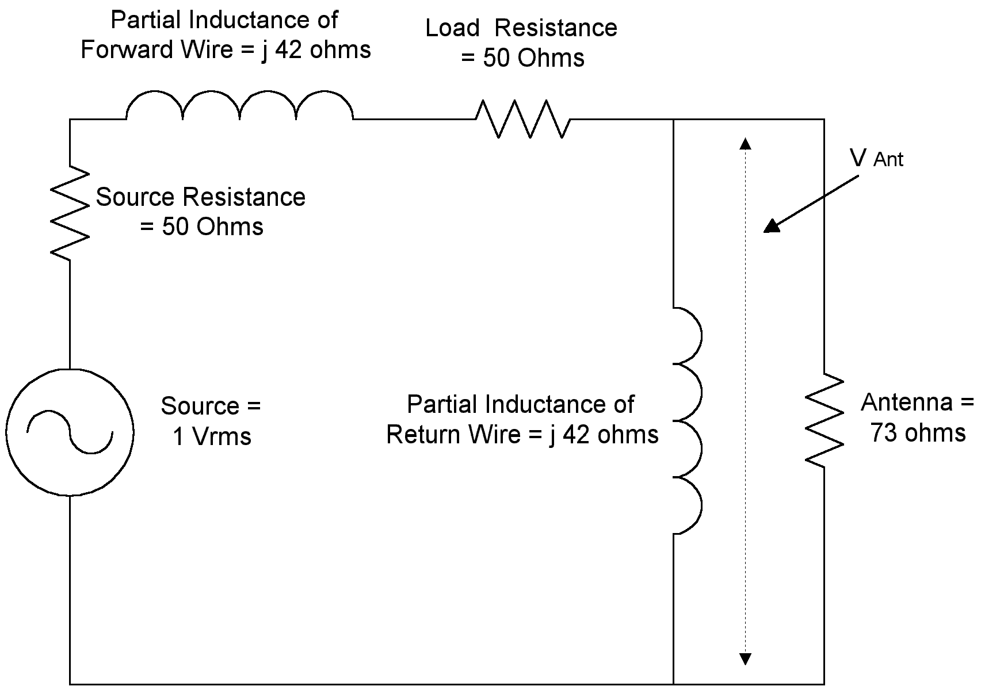 Partial Inductance of
Forward Wire = j 42 ohms
Load Resistance
= 50 Ohms
V Ant
Source Resistance
= 50 Ohms
Source =
1 Vrms
Partial Inductance of
Return Wire = j 42 ohms
Antenna =
73 ohms